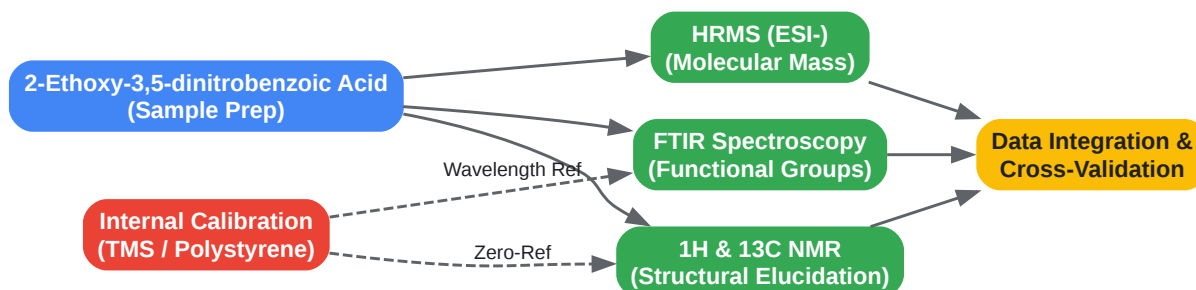 HRMS (ESI-)
(Molecular Mass)
2-Ethoxy-3,5-dinitrobenzoic Acid
(Sample Prep)
FTIR Spectroscopy
(Functional Groups)
Data Integration &
Cross-Validation
Wavelength Ref
Internal Calibration
(TMS / Polystyrene)
Zero-Ref
1H & 13C NMR
(Structural Elucidation)